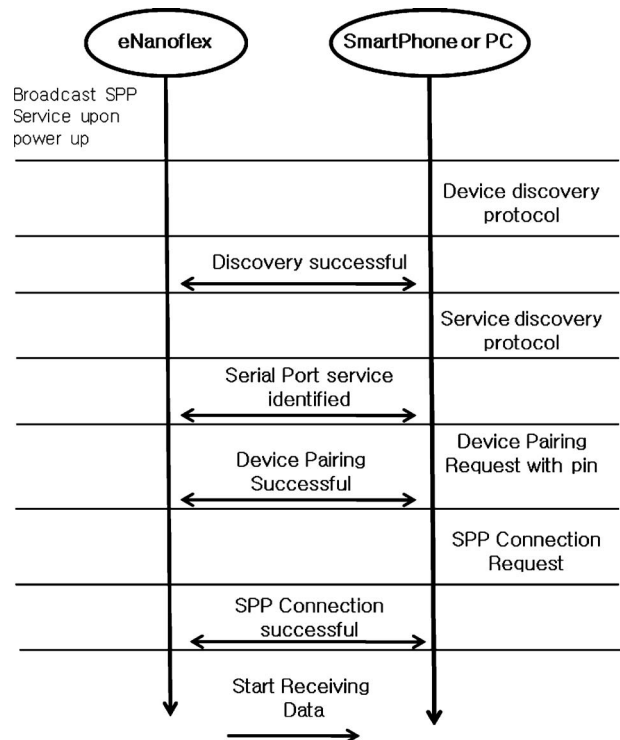 eNanoflex
SmartPhone or PC
Broadcast SPP
Service upon
power up
Device discovery
protocol
Discovery successful
Service discovery
protocol
Serial Port service
identified
Device Pairing
Request with pin
Device Pairing
Successful
SPP Connection
Request
SPP Connection
successful
Start Receiving
Data